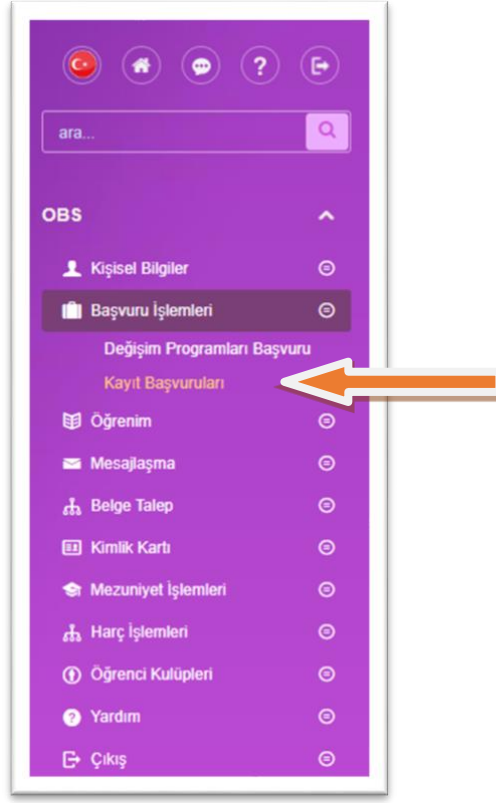 ara...
OBS
Kişisel Bilgiler
Başvuru İşlemleri
Değişim Programları Başvuru
Kayıt Başvuruları
Öğrenim
Mesajlaşma
Belge Talep
Kimlik Kartı
Mezuniyet İşlemleri
Harç İşlemleri
Öğrenci Kulüpleri
Yardım
Çıkış